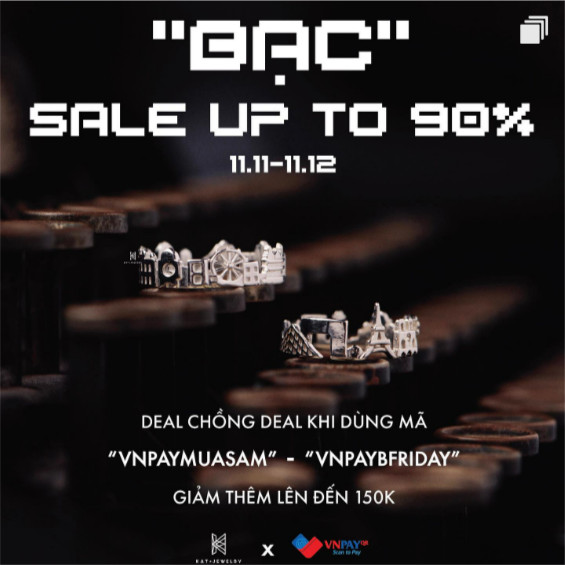 "BẠC"
SALE UP TO 90%
11.11-11.12
DEAL CHỒNG DEAL KHI DÙNG MÃ
"VNPAYMUASAM" - "VNPAYBFRIDAY"
GIẢM THÊM LÊN ĐẾN 150K
KAT JEWELRY X VNPAY QR
Scan to Pay